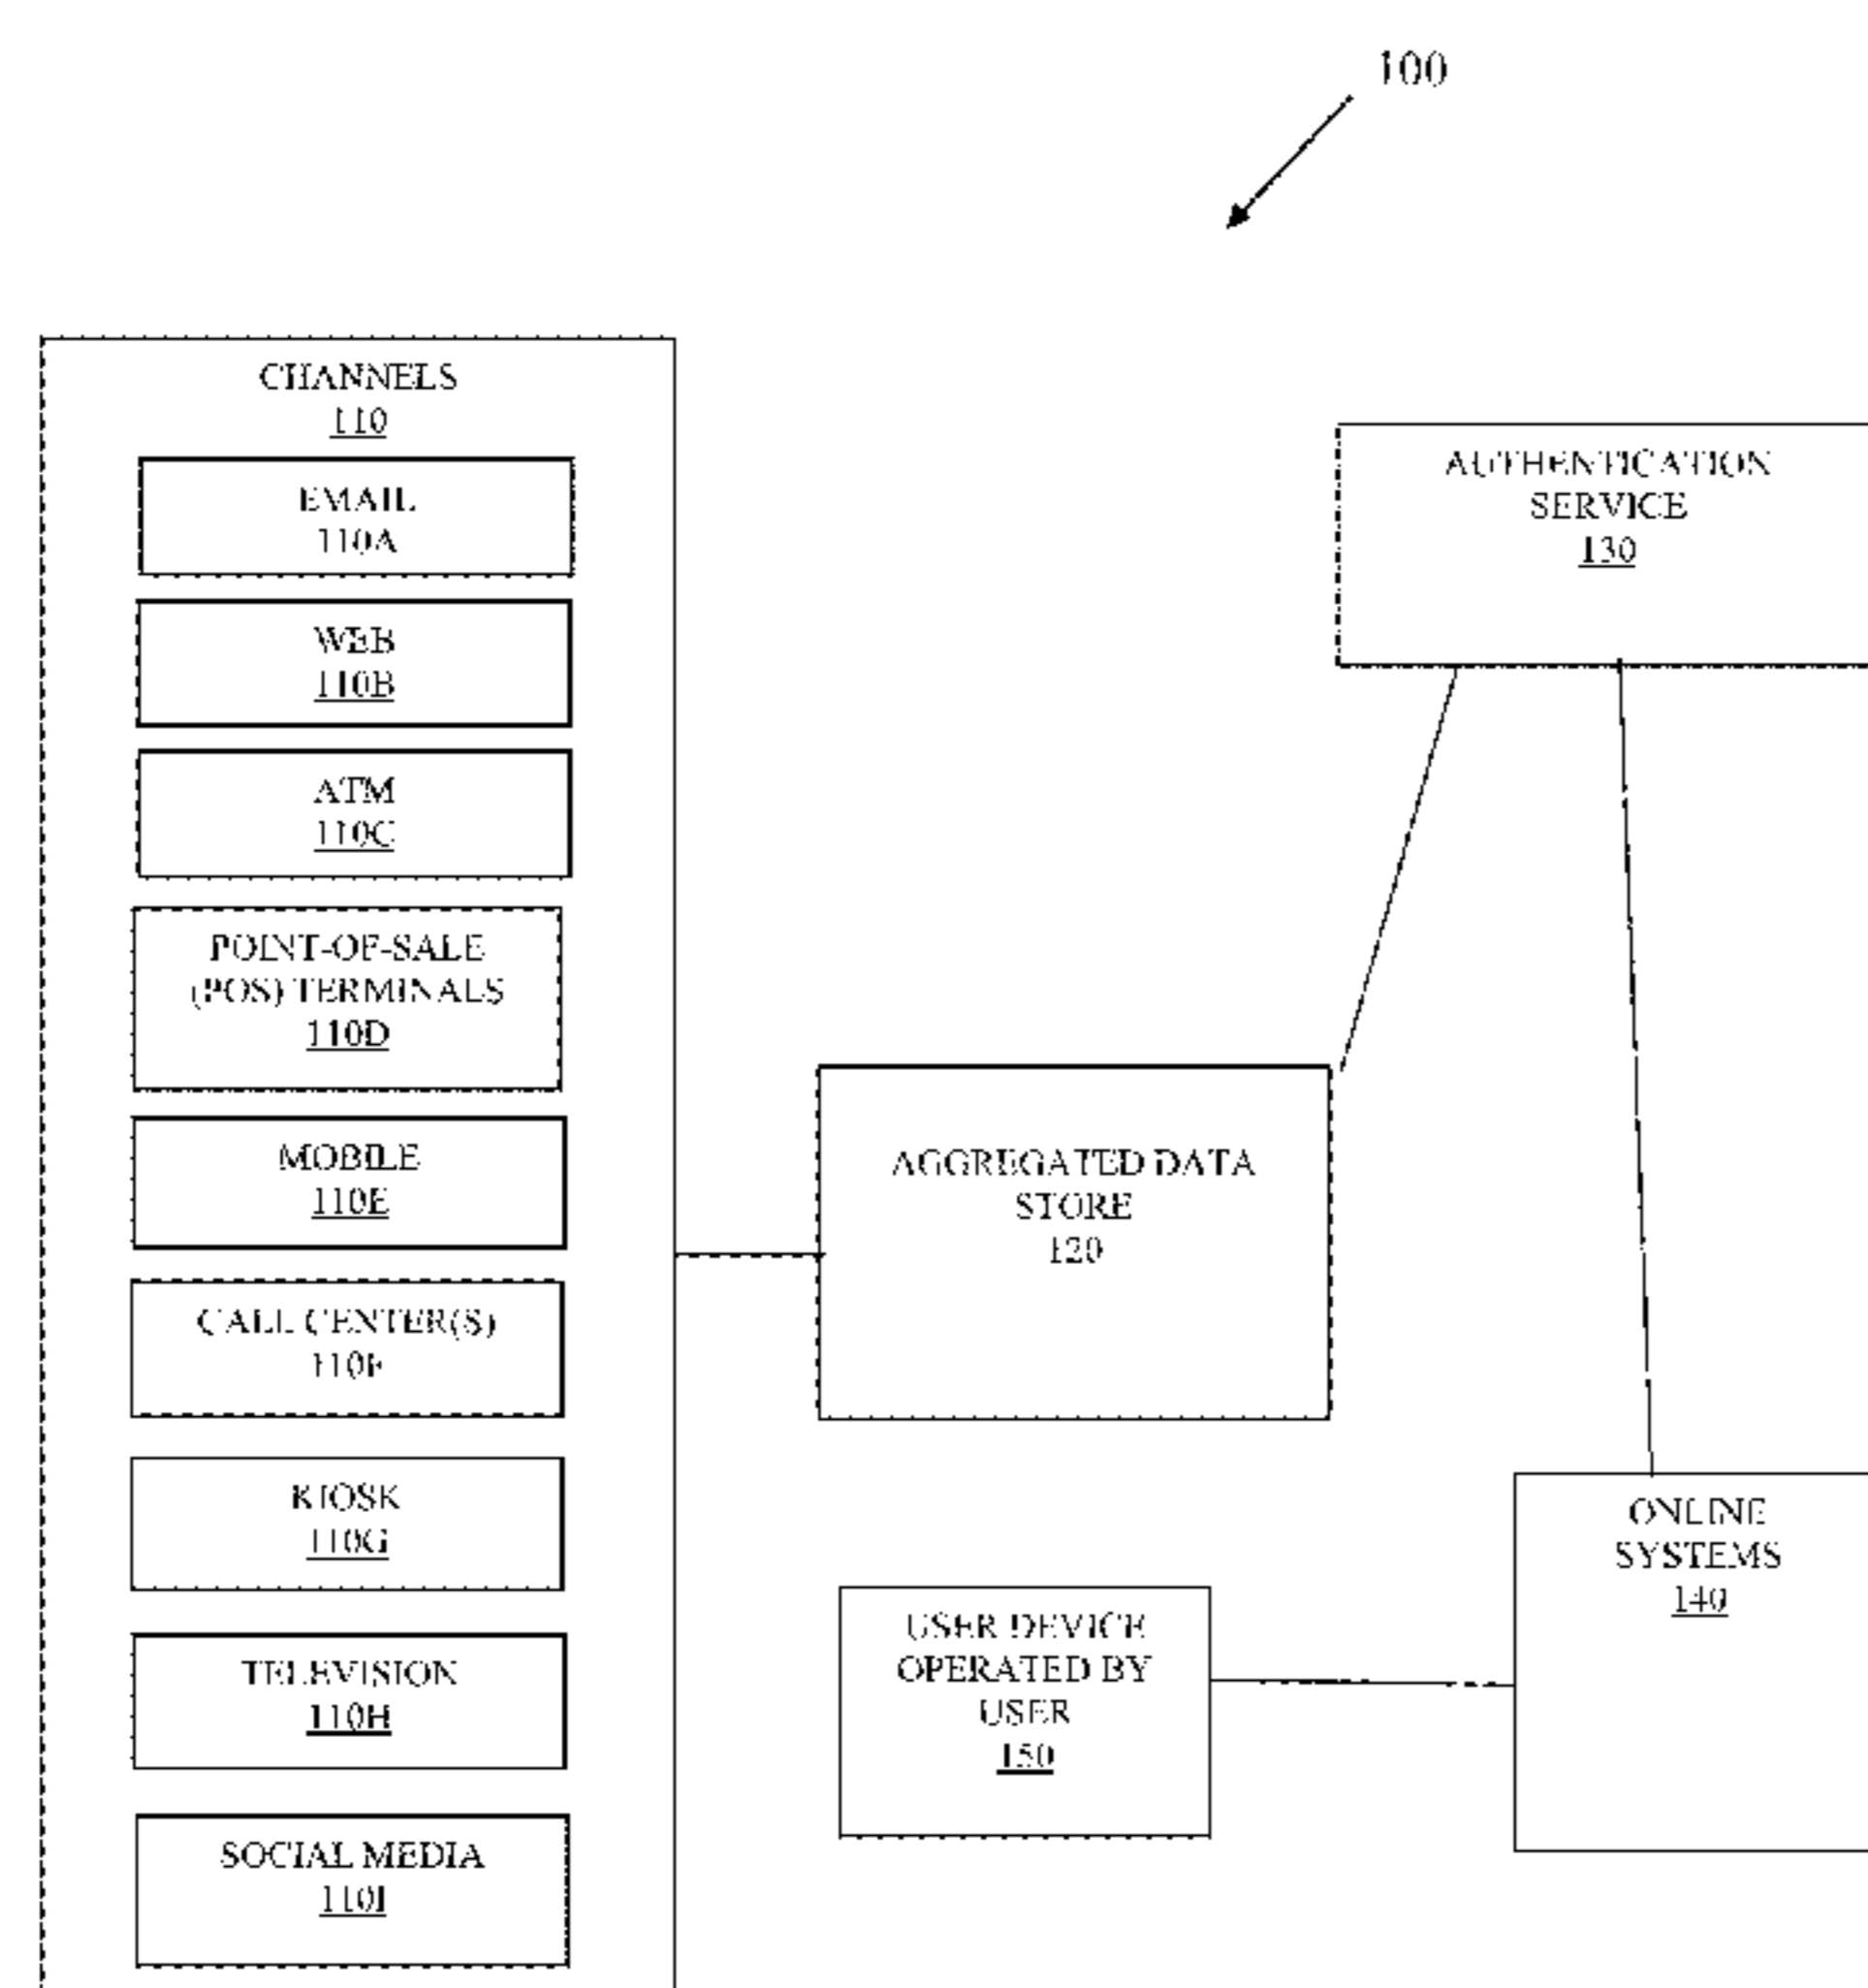 100
CHANNELS
110
EMAIL
110A
WEB
110B
ATM
110C
POINT-OF-SALE
(POS) TERMINALS
110D
MOBILE
110E
CALL CENTER(S)
110F
KIOSK
110G
TELEVISION
110H
SOCIAL MEDIA
110I
AGGREGATED DATA
STORE
120
AUTHENTICATION
SERVICE
130
USER DEVICE
OPERATED BY
USER
150
ONLINE
SYSTEMS
140